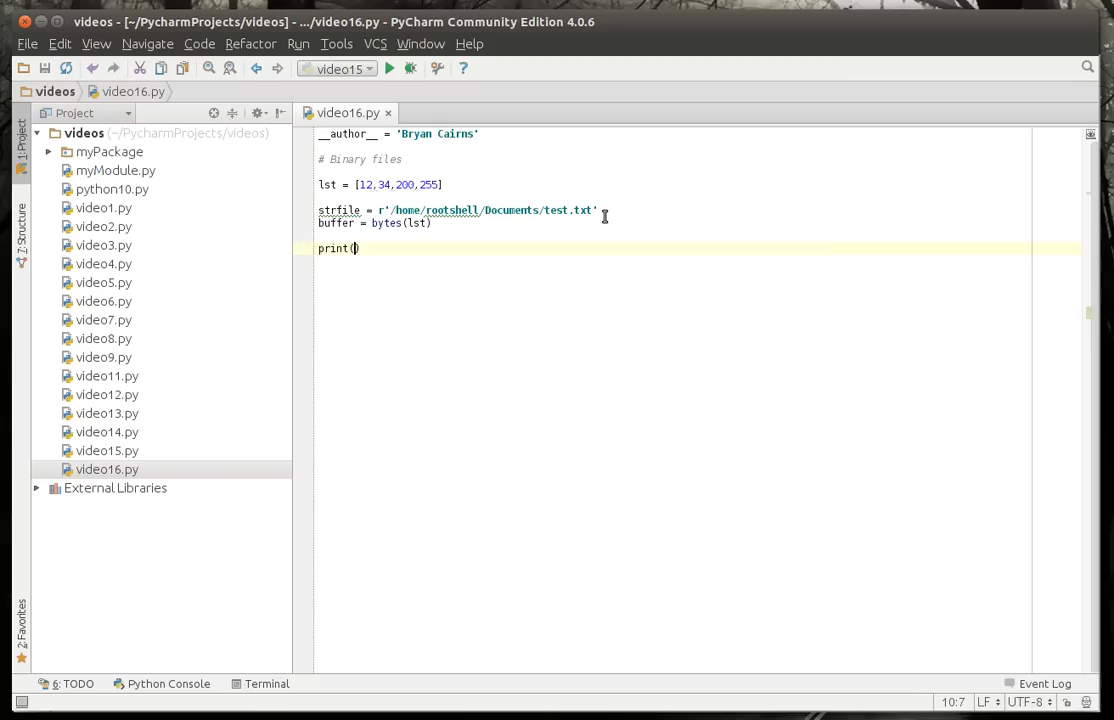 videos - [~/PycharmProjects/videos] - .../video16.py - PyCharm Community Edition 4.0.6
File Edit View Navigate Code Refactor Run Tools VCS Window Help
video15
videos video16.py
Project
video16.py
1: Project
7: Structure
2: Favorites
videos (~/PycharmProjects/videos)
myPackage
myModule.py
python10.py
video1.py
video2.py
video3.py
video4.py
video5.py
video6.py
video7.py
video8.py
video9.py
video11.py
video12.py
video13.py
video14.py
video15.py
video16.py
External Libraries
__author__ = 'Bryan Cairns'
# Binary files
lst = [12,34,200,255]
strfile = r'/home/rootshell/Documents/test.txt'
buffer = bytes(lst)
print()
6: TODO Python Console Terminal Event Log
10:7 LF UTF-8